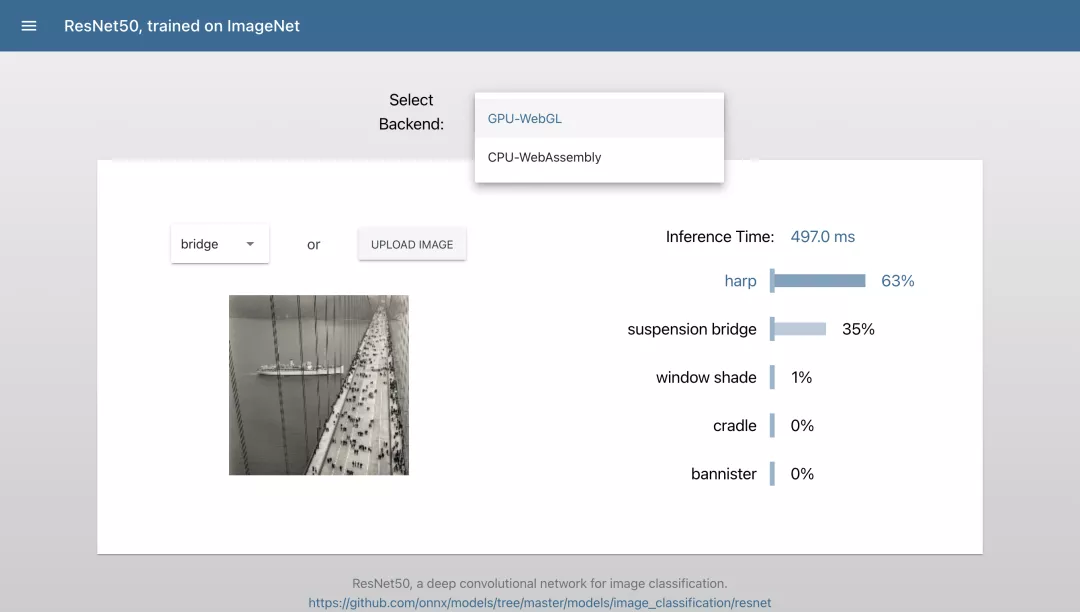 ResNet50, trained on ImageNet
Select
Backend:
GPU-WebGL
CPU-WebAssembly
bridge
or
UPLOAD IMAGE
Inference Time: 497.0 ms
harp 63%
suspension bridge 35%
window shade 1%
cradle 0%
bannister 0%
ResNet50, a deep convolutional network for image classification.
https://github.com/onnx/models/tree/master/models/image_classification/resnet